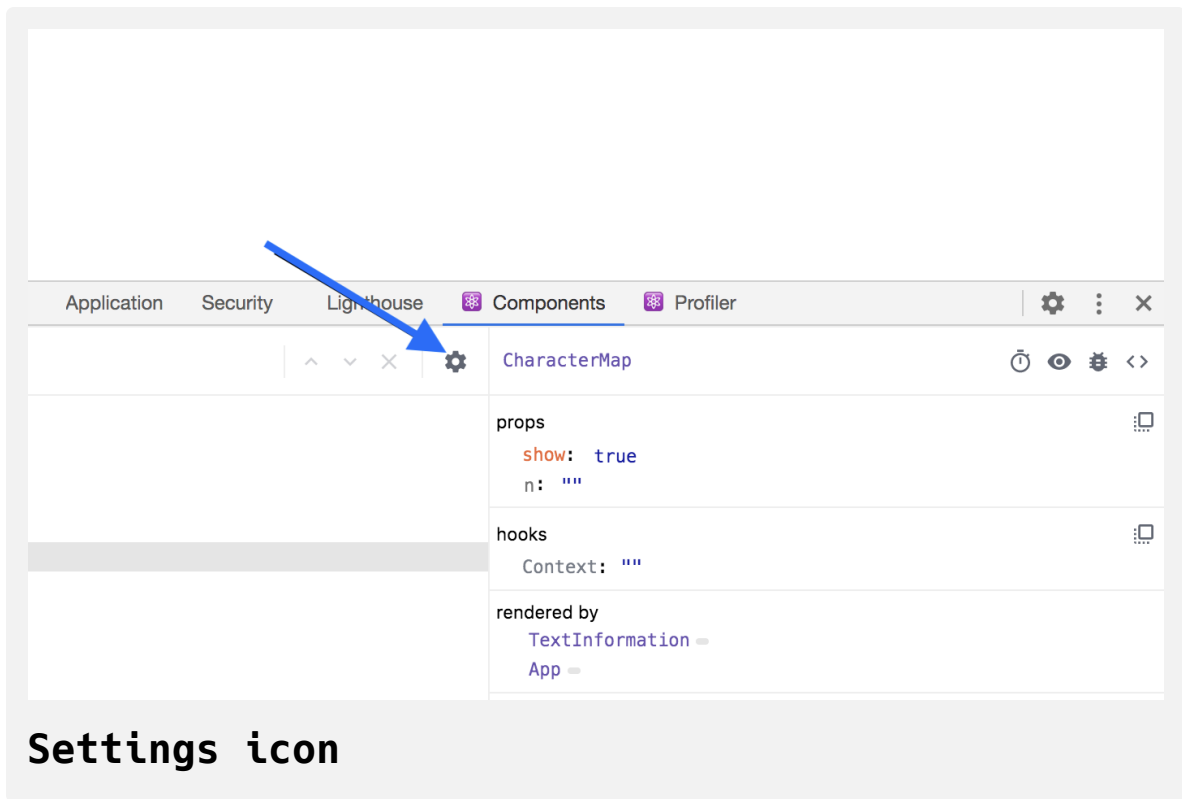 Application Security Lighthouse Components Profiler
CharacterMap
props
show: true
n: ""
hooks
Context: ""
rendered by
TextInformation
App
Settings icon